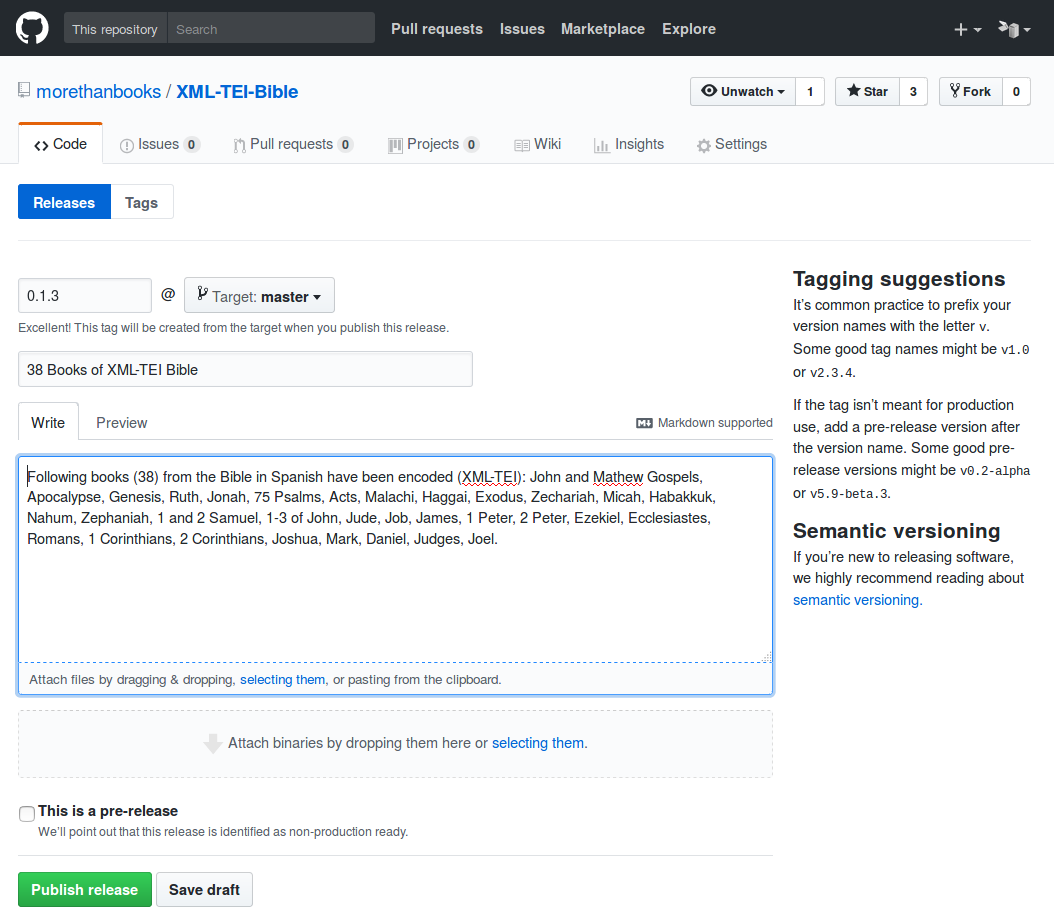 This repository Search Pull requests Issues Marketplace Explore
morethanbooks / XML-TEI-Bible Unwatch 1 Star 3 Fork 0
Code Issues 0 Pull requests 0 Projects 0 Wiki Insights Settings
Releases Tags
0.1.3 @ Target: master
Excellent! This tag will be created from the target when you publish this release.
38 Books of XML-TEI Bible
Write Preview Markdown supported
Following books (38) from the Bible in Spanish have been encoded (XML-TEI): John and Mathew Gospels,
Apocalypse, Genesis, Ruth, Jonah, 75 Psalms, Acts, Malachi, Haggai, Exodus, Zechariah, Micah, Habakkuk,
Nahum, Zephaniah, 1 and 2 Samuel, 1-3 of John, Jude, Job, James, 1 Peter, 2 Peter, Ezekiel, Ecclesiastes,
Romans, 1 Corinthians, 2 Corinthians, Joshua, Mark, Daniel, Judges, Joel.
Attach files by dragging & dropping, selecting them, or pasting from the clipboard.
Attach binaries by dropping them here or selecting them.
This is a pre-release
We'll point out that this release is identified as non-production ready.
Publish release Save draft
Tagging suggestions
It's common practice to prefix your
version names with the letter v.
Some good tag names might be v1.0
or v2.3.4.
If the tag isn't meant for production
use, add a pre-release version after
the version name. Some good pre-
release versions might be v0.2-alpha
or v5.9-beta.3.
Semantic versioning
If you're new to releasing software,
we highly recommend reading about
semantic versioning.